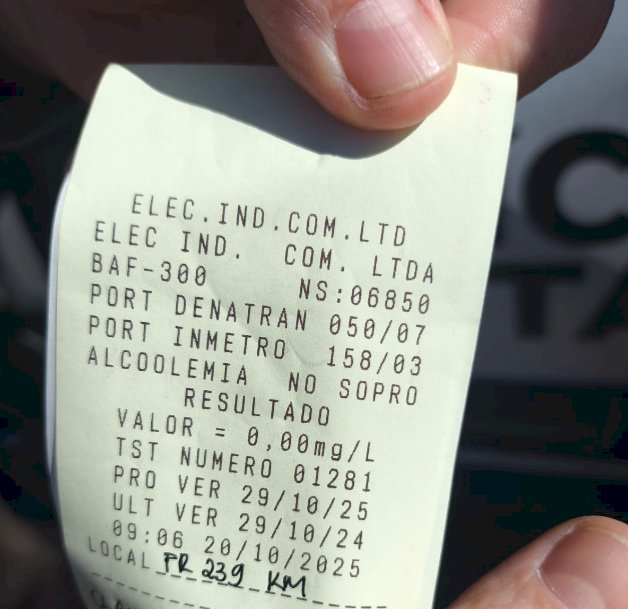 ELEC.IND.COM.LTD
ELEC IND. COM. LTDA
BAF-300 NS:06850
PORT DENATRAN 050/07
PORT INMETRO 158/03
ALCOOLEMIA NO SOPRO
RESULTADO
VALOR = 0,00mg/L
TST NUMERO 01281
PRO VER 29/10/25
ULT VER 29/10/24
09:06 20/10/2025
LOCAL PR 239 KM